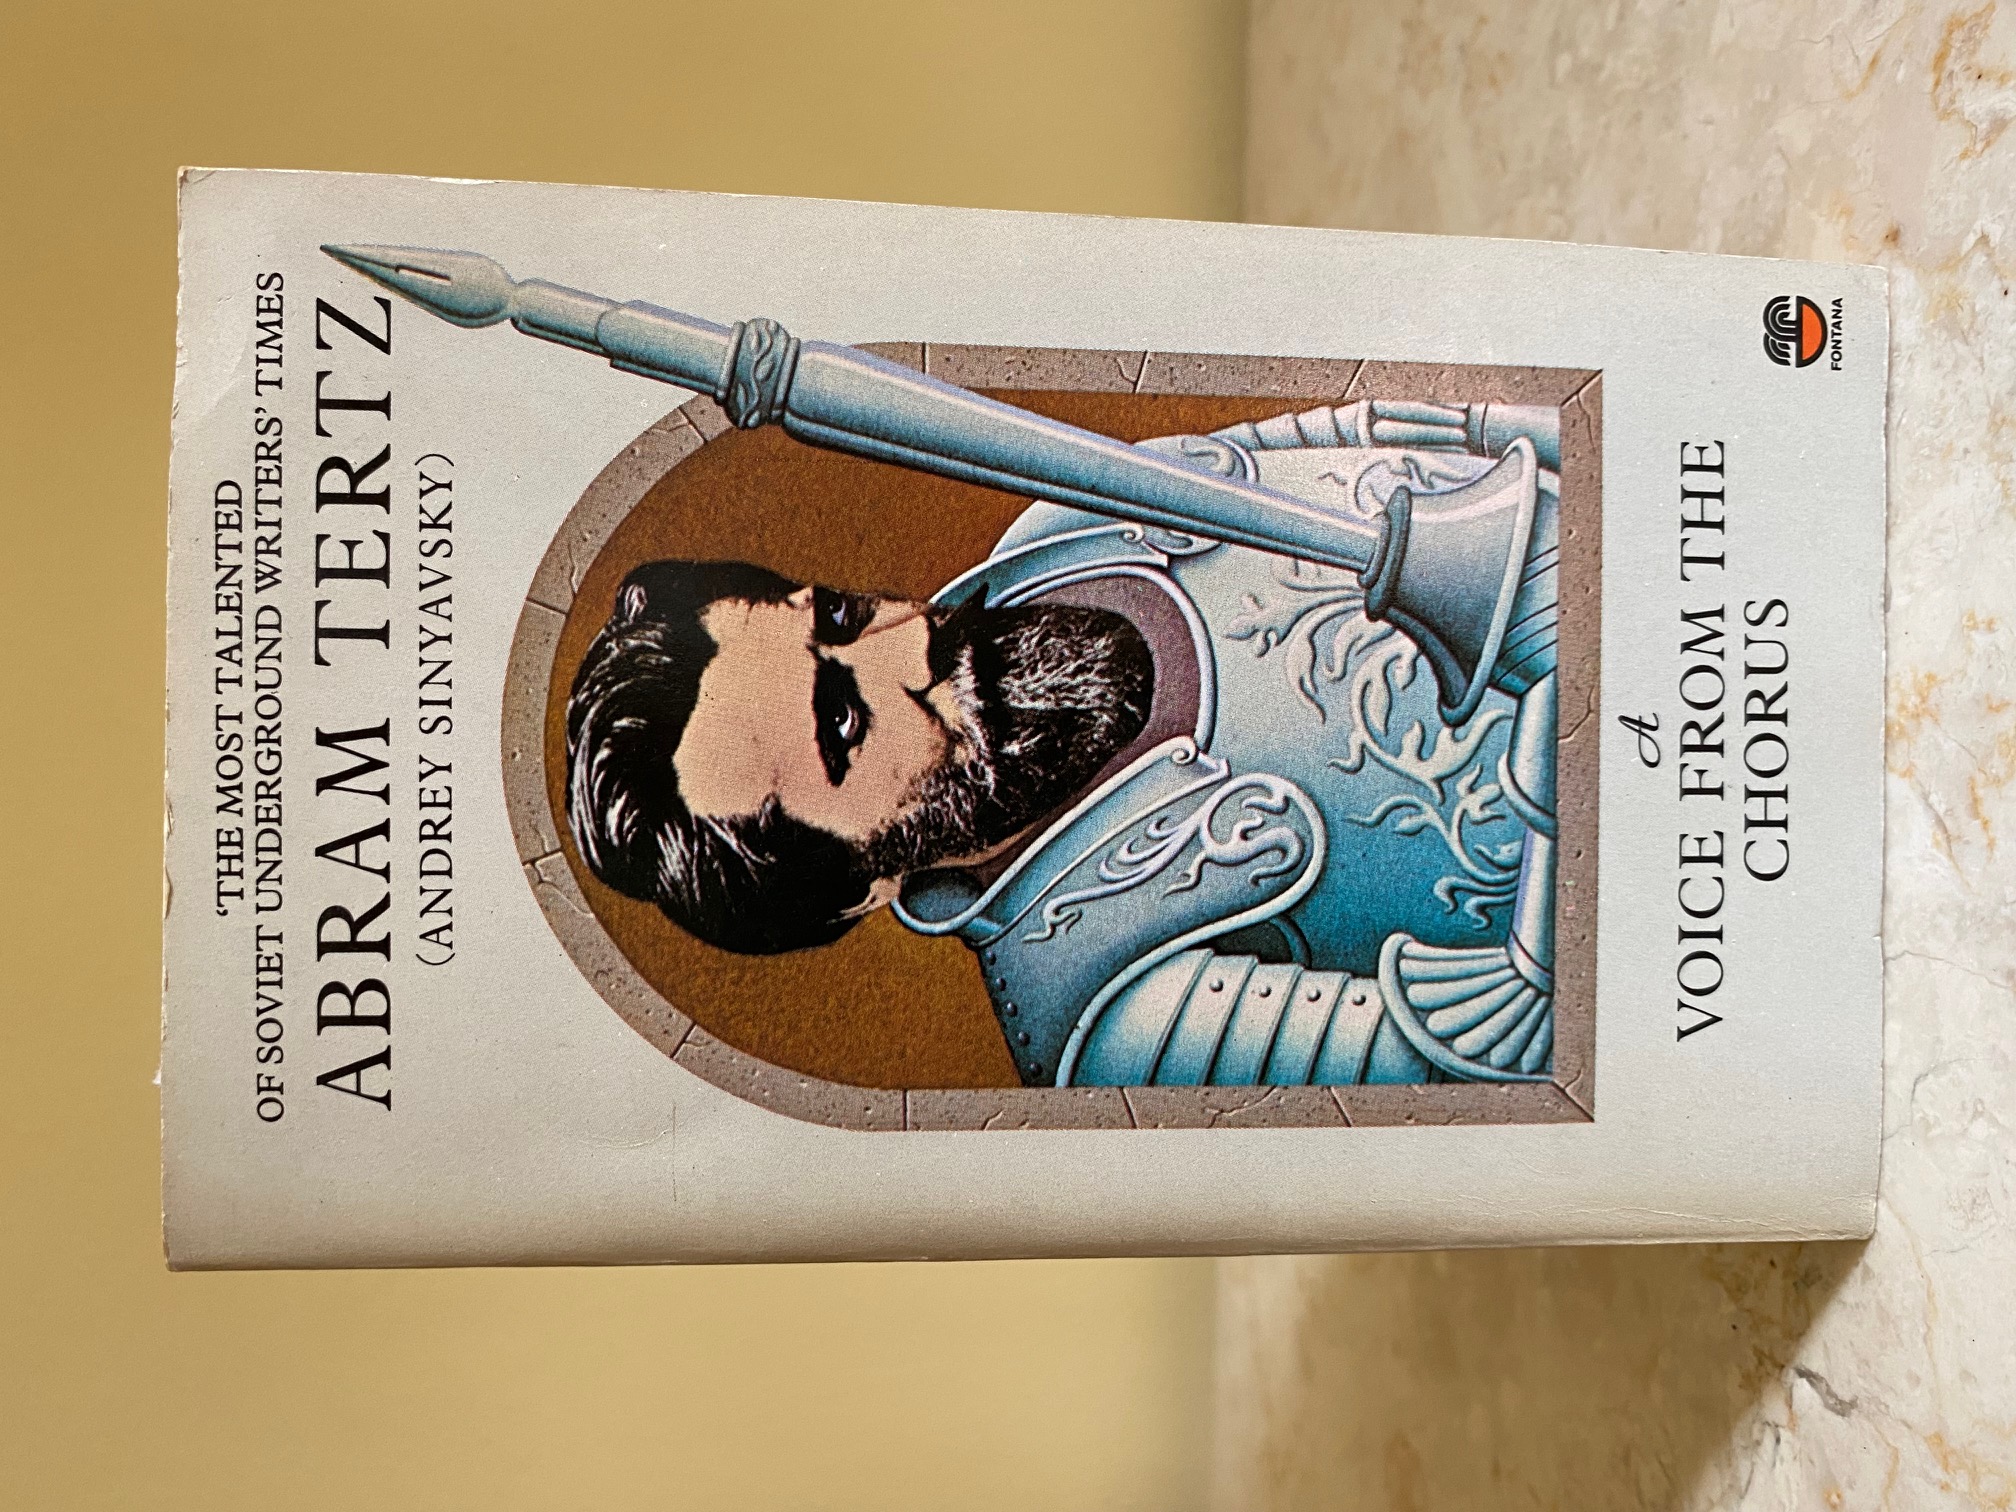 ‘THE MOST TALENTED
OF SOVIET UNDERGROUND WRITERS’ TIMES
ABRAM TERTZ
(ANDREY SINYAVSKY)
A
VOICE FROM THE
CHORUS
FONTANA